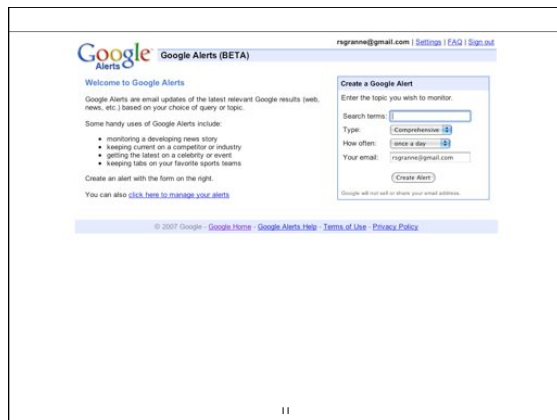 rsgranne@gmail.com | Settings | FAQ | Sign out
Google Alerts
Google Alerts (BETA)
Welcome to Google Alerts
Google Alerts are email updates of the latest relevant Google results (web,
news, etc.) based on your choice of query or topic.
Some handy uses of Google Alerts include:
• monitoring a developing news story
• keeping current on a competitor or industry
• getting the latest on a celebrity or event
• keeping tabs on your favorite sports teams
Create an alert with the form on the right.
You can also click here to manage your alerts
Create a Google Alert
Enter the topic you wish to monitor.
Search terms:
Type: Comprehensive
How often: once a day
Your email: rsgranne@gmail.com
Create Alert
Google will not sell or share your email address.
© 2007 Google - Google Home - Google Alerts Help - Terms of Use - Privacy Policy
11